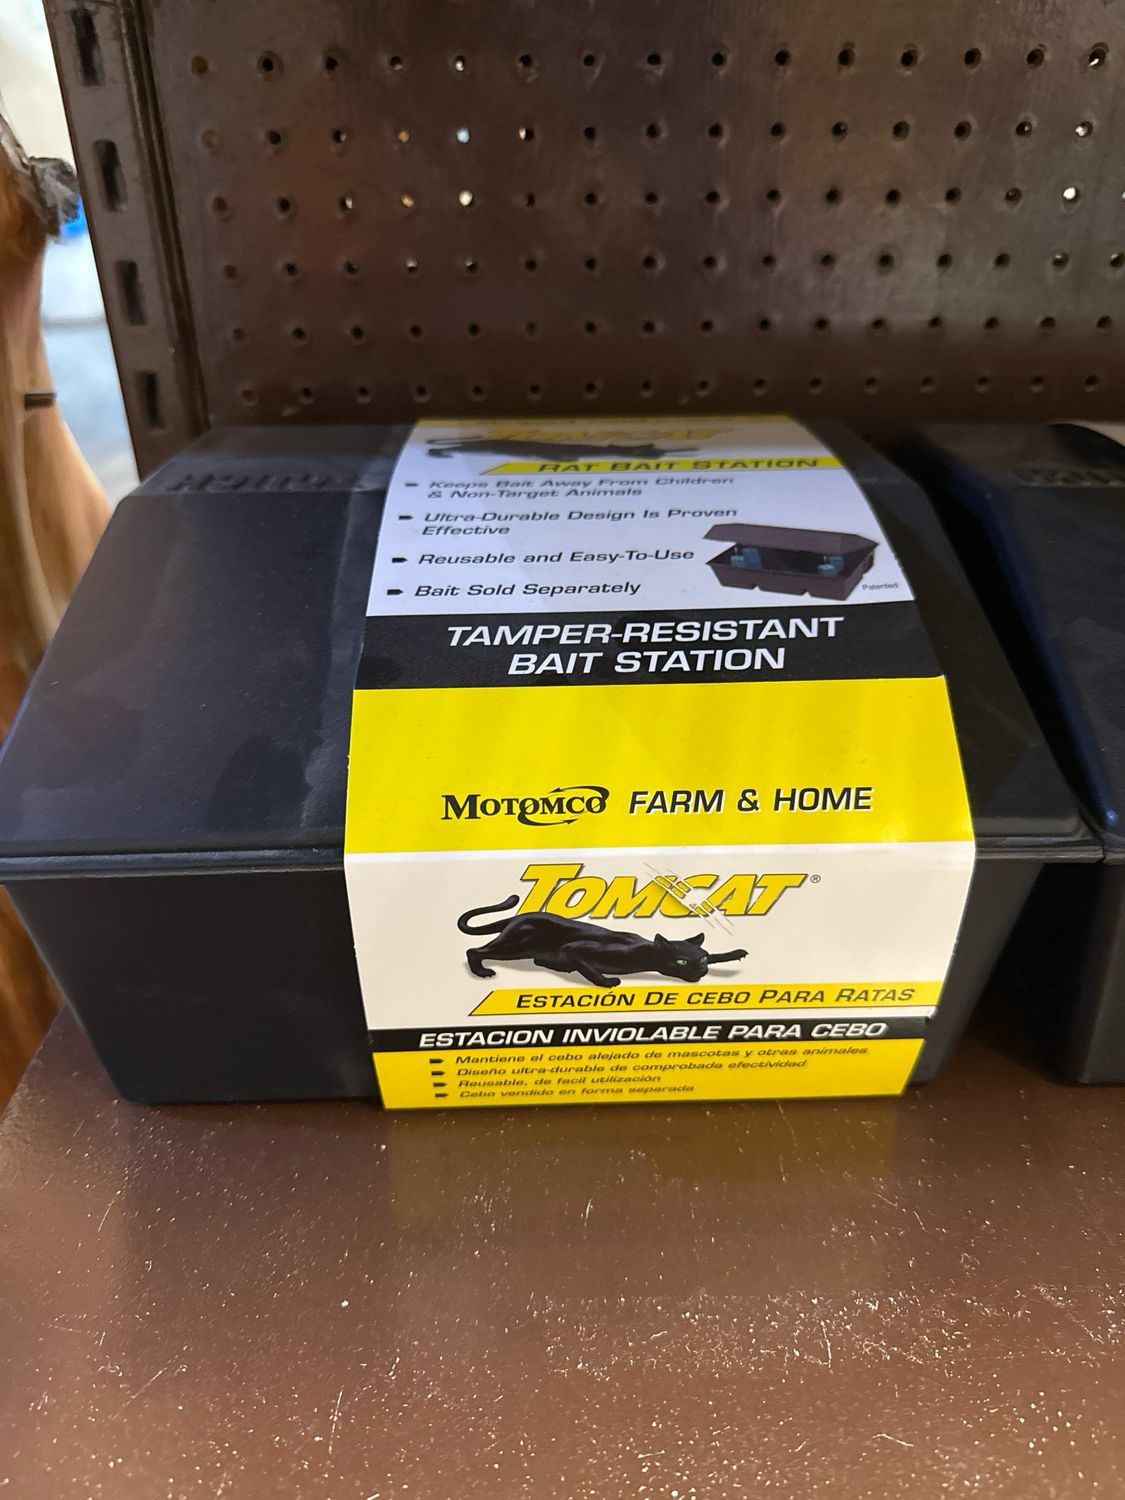 TOMCAT
RAT BAIT STATION
Keeps Bait Away From Children
& Non-Target Animals
Ultra-Durable Design Is Proven
Effective
Reusable and Easy-To-Use
Bait Sold Separately
Patented
TAMPER-RESISTANT
BAIT STATION
MOTOMCO FARM & HOME
TOMCAT®
ESTACIÓN DE CEBO PARA RATAS
ESTACION INVIOLABLE PARA CEBO
Mantiene el cebo alejado de mascotas y otras animales
Diseño ultra-durable de comprobada efectividad
Reusable, de facil utilización
Cebo vendido en forma separada